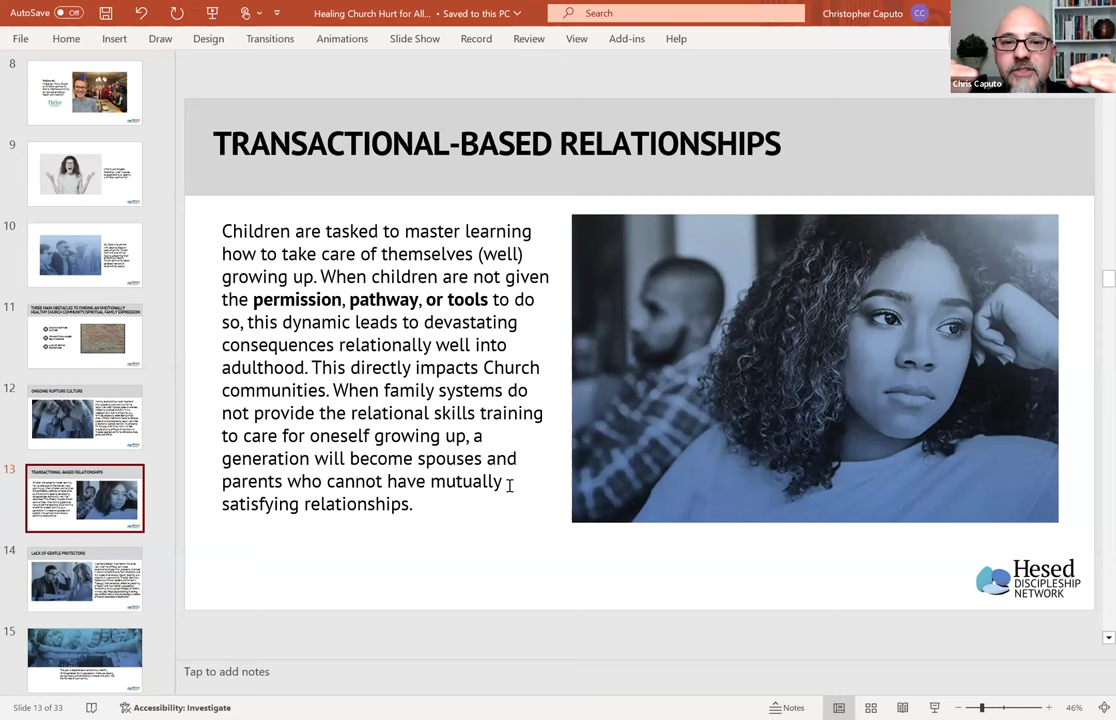 AutoSave Off
Healing Church Hurt for All... • Saved to this PC
Search
Christopher Caputo CC
File Home Insert Draw Design Transitions Animations Slide Show Record Review View Add-ins Help
Chris Caputo
8
9
10
11
THREE MAIN OBSTACLES TO FINDING AN EMOTIONALLY
HEALTHY CHURCH COMMUNITY/SPIRITUAL FAMILY EXPRESSION
12
ONGOING RUPTURE CULTURE
13
TRANSACTIONAL-BASED RELATIONSHIPS
14
LACK OF GENTLE PROTECTORS
15
TRANSACTIONAL-BASED RELATIONSHIPS
Children are tasked to master learning
how to take care of themselves (well)
growing up. When children are not given
the permission, pathway, or tools to do
so, this dynamic leads to devastating
consequences relationally well into
adulthood. This directly impacts Church
communities. When family systems do
not provide the relational skills training
to care for oneself growing up, a
generation will become spouses and
parents who cannot have mutually
satisfying relationships.
Hesed
DISCIPLESHIP
NETWORK
Tap to add notes
Slide 13 of 33
Accessibility: Investigate
Notes
46%